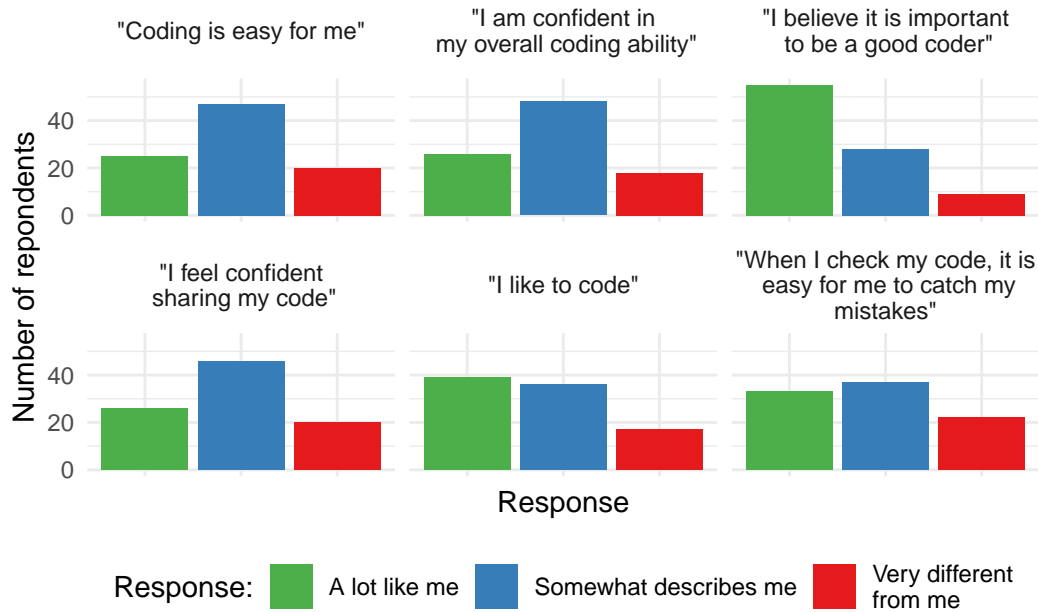 "Coding is easy for me"
"I am confident in
my overall coding ability"
"I believe it is important
to be a good coder"
40
20
0
"I feel confident
sharing my code"
"I like to code"
"When I check my code, it is
easy for me to catch my
mistakes"
40
20
0
Number of repondents
Response
Response:
A lot like me
Somewhat describes me
Very different
from me